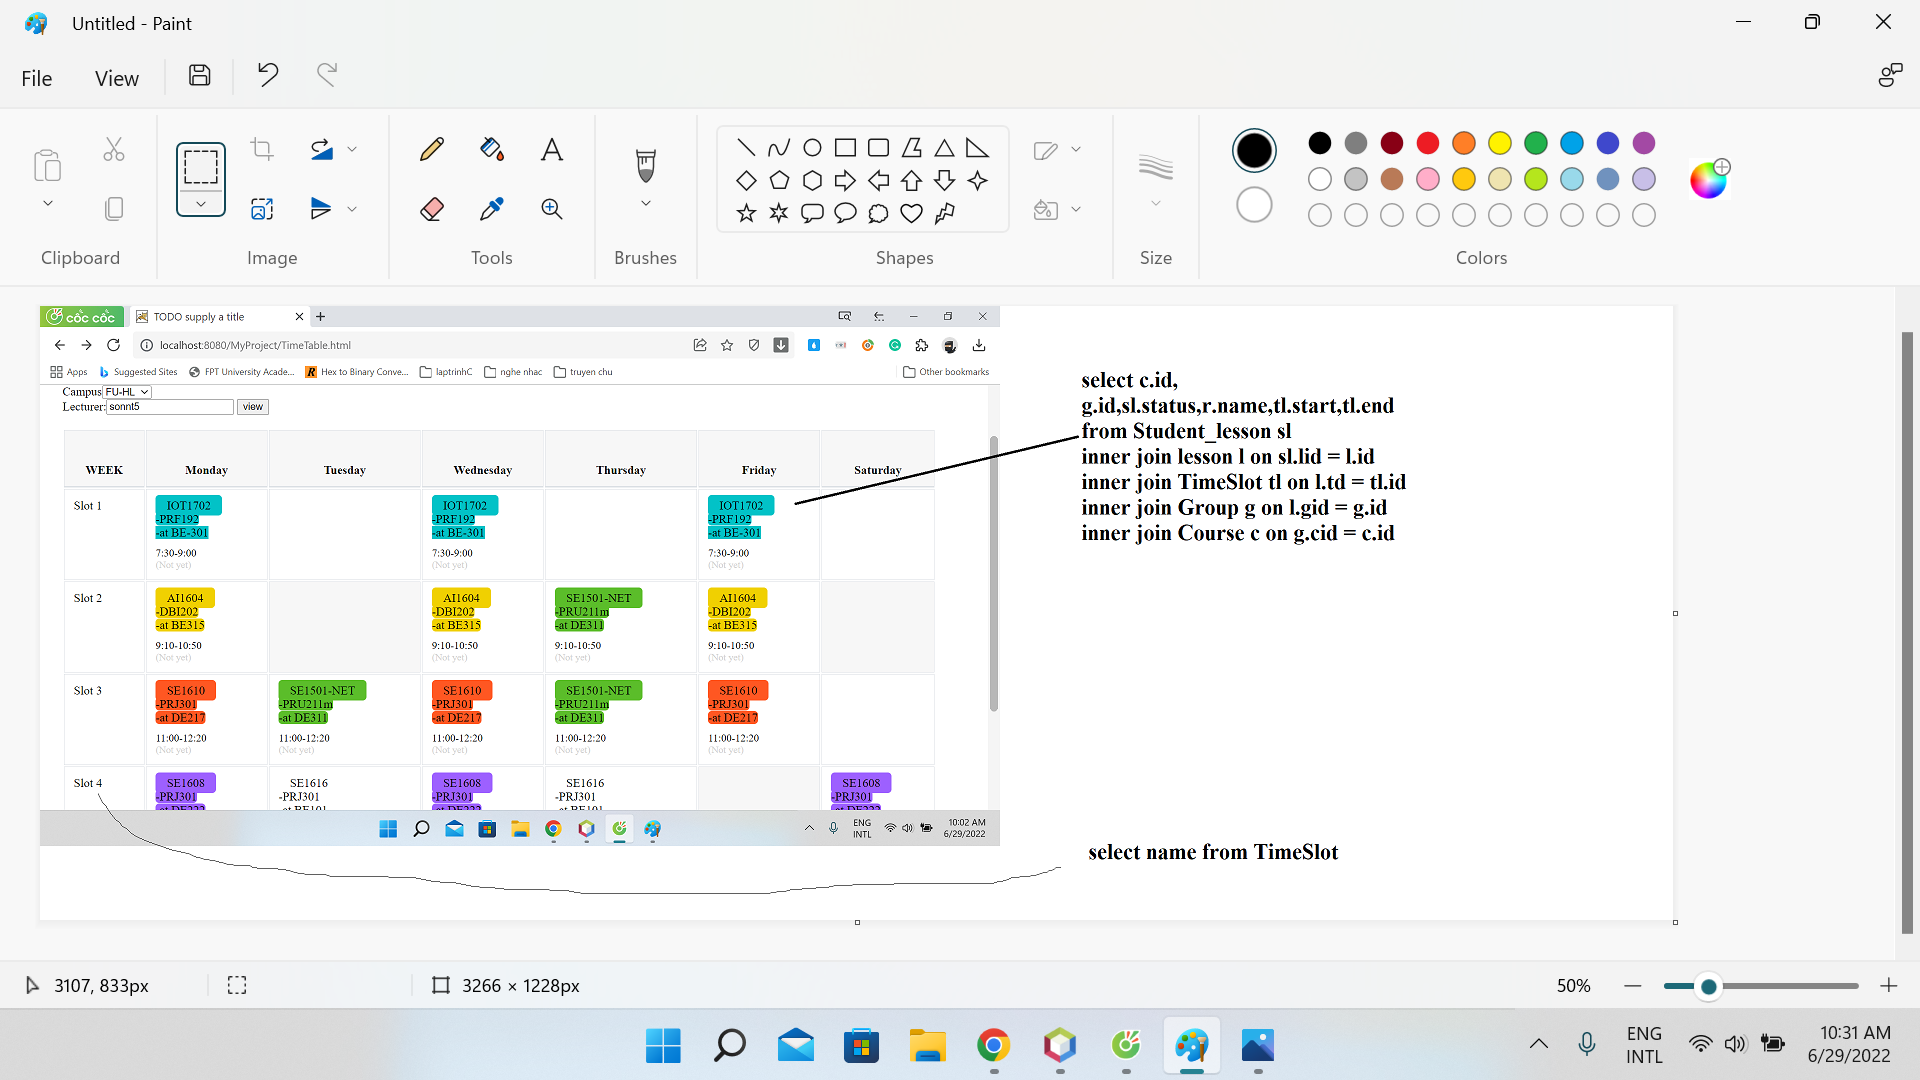 Untitled - Paint
File View
Clipboard Image Tools Brushes Shapes Size Colors
cốc cốc TODO supply a title
localhost:8080/MyProject/TimeTable.html
Apps Suggested Sites FPT University Acade... Hex to Binary Conve... laptrinhC nghe nhac truyen chu Other bookmarks
Campus FU-HL
Lecturer: sonnt5 view
WEEK Monday Tuesday Wednesday Thursday Friday Saturday
Slot 1 IOT1702 IOT1702 IOT1702
-PRF192 -PRF192 -PRF192
-at BE-301 -at BE-301 -at BE-301
7:30-9:00 7:30-9:00 7:30-9:00
(Not yet) (Not yet) (Not yet)
Slot 2 AI1604 AI1604 SE1501-NET AI1604
-DBI202 -DBI202 -PRU211m -DBI202
-at BE315 -at BE315 -at DE311 -at BE315
9:10-10:50 9:10-10:50 9:10-10:50 9:10-10:50
(Not yet) (Not yet) (Not yet) (Not yet)
Slot 3 SE1610 SE1501-NET SE1610 SE1501-NET SE1610
-PRJ301 -PRU211m -PRJ301 -PRU211m -PRJ301
-at DE217 -at DE311 -at DE217 -at DE311 -at DE217
11:00-12:20 11:00-12:20 11:00-12:20 11:00-12:20 11:00-12:20
(Not yet) (Not yet) (Not yet) (Not yet) (Not yet)
Slot 4 SE1608 SE1616 SE1608 SE1616 SE1608
-PRJ301 -PRJ301 -PRJ301 -PRJ301 -PRJ301
ENG 10:02 AM
INTL 6/29/2022
select c.id,
g.id,sl.status,r.name,tl.start,tl.end
from Student_lesson sl
inner join lesson l on sl.lid = l.id
inner join TimeSlot tl on l.td = tl.id
inner join Group g on l.gid = g.id
inner join Course c on g.cid = c.id
select name from TimeSlot
3107, 833px 3266 × 1228px 50%
ENG 10:31 AM
INTL 6/29/2022